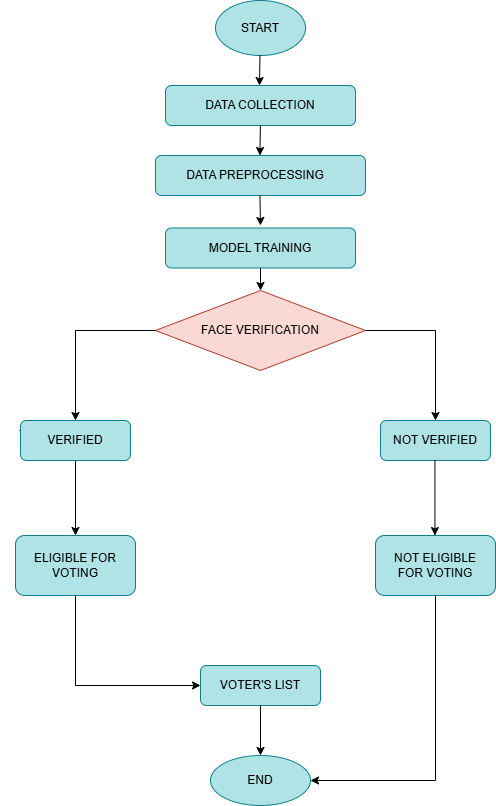 START
DATA COLLECTION
DATA PREPROCESSING
MODEL TRAINING
FACE VERIFICATION
VERIFIED
NOT VERIFIED
ELIGIBLE FOR
VOTING
NOT ELIGIBLE
FOR VOTING
VOTER'S LIST
END